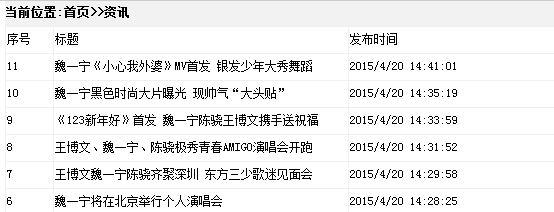 当前位置:首页>>资讯
序号 标题 发布时间
11 魏一宁《小心我外婆》MV首发 银发少年大秀舞蹈 2015/4/20 14:41:01
10 魏一宁黑色时尚大片曝光 现帅气“大头贴” 2015/4/20 14:35:19
9 《123新年好》首发 魏一宁陈骁王博文携手送祝福 2015/4/20 14:33:59
8 王博文、魏一宁、陈骁极秀青春AMIGO演唱会开跑 2015/4/20 14:31:52
7 王博文魏一宁陈骁齐聚深圳 东方三少歌迷见面会 2015/4/20 14:29:58
6 魏一宁将在北京举行个人演唱会 2015/4/20 14:28:25